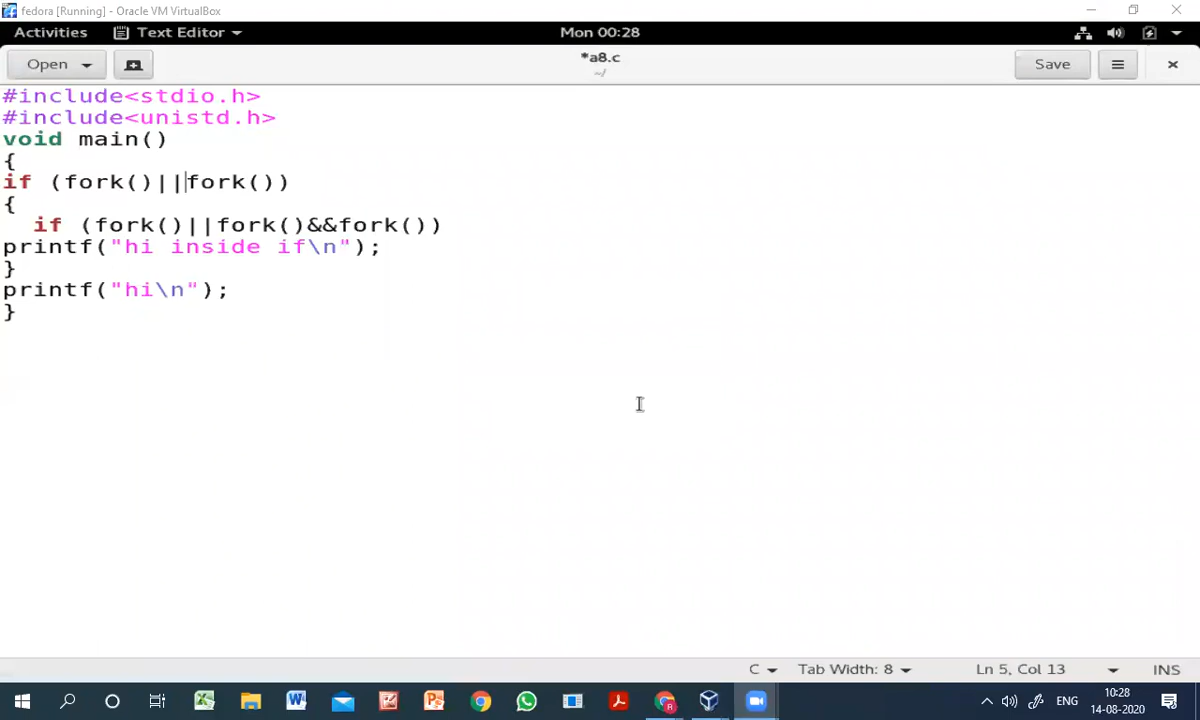 fedora [Running] - Oracle VM VirtualBox
Activities Text Editor Mon 00:28
Open *a8.c Save
~/
#include<stdio.h>
#include<unistd.h>
void main()
{
if (fork()||fork())
{
  if (fork()||fork()&&fork())
printf("hi inside if\n");
}
printf("hi\n");
}
C Tab Width: 8 Ln 5, Col 13 INS
ENG 10:28
14-08-2020